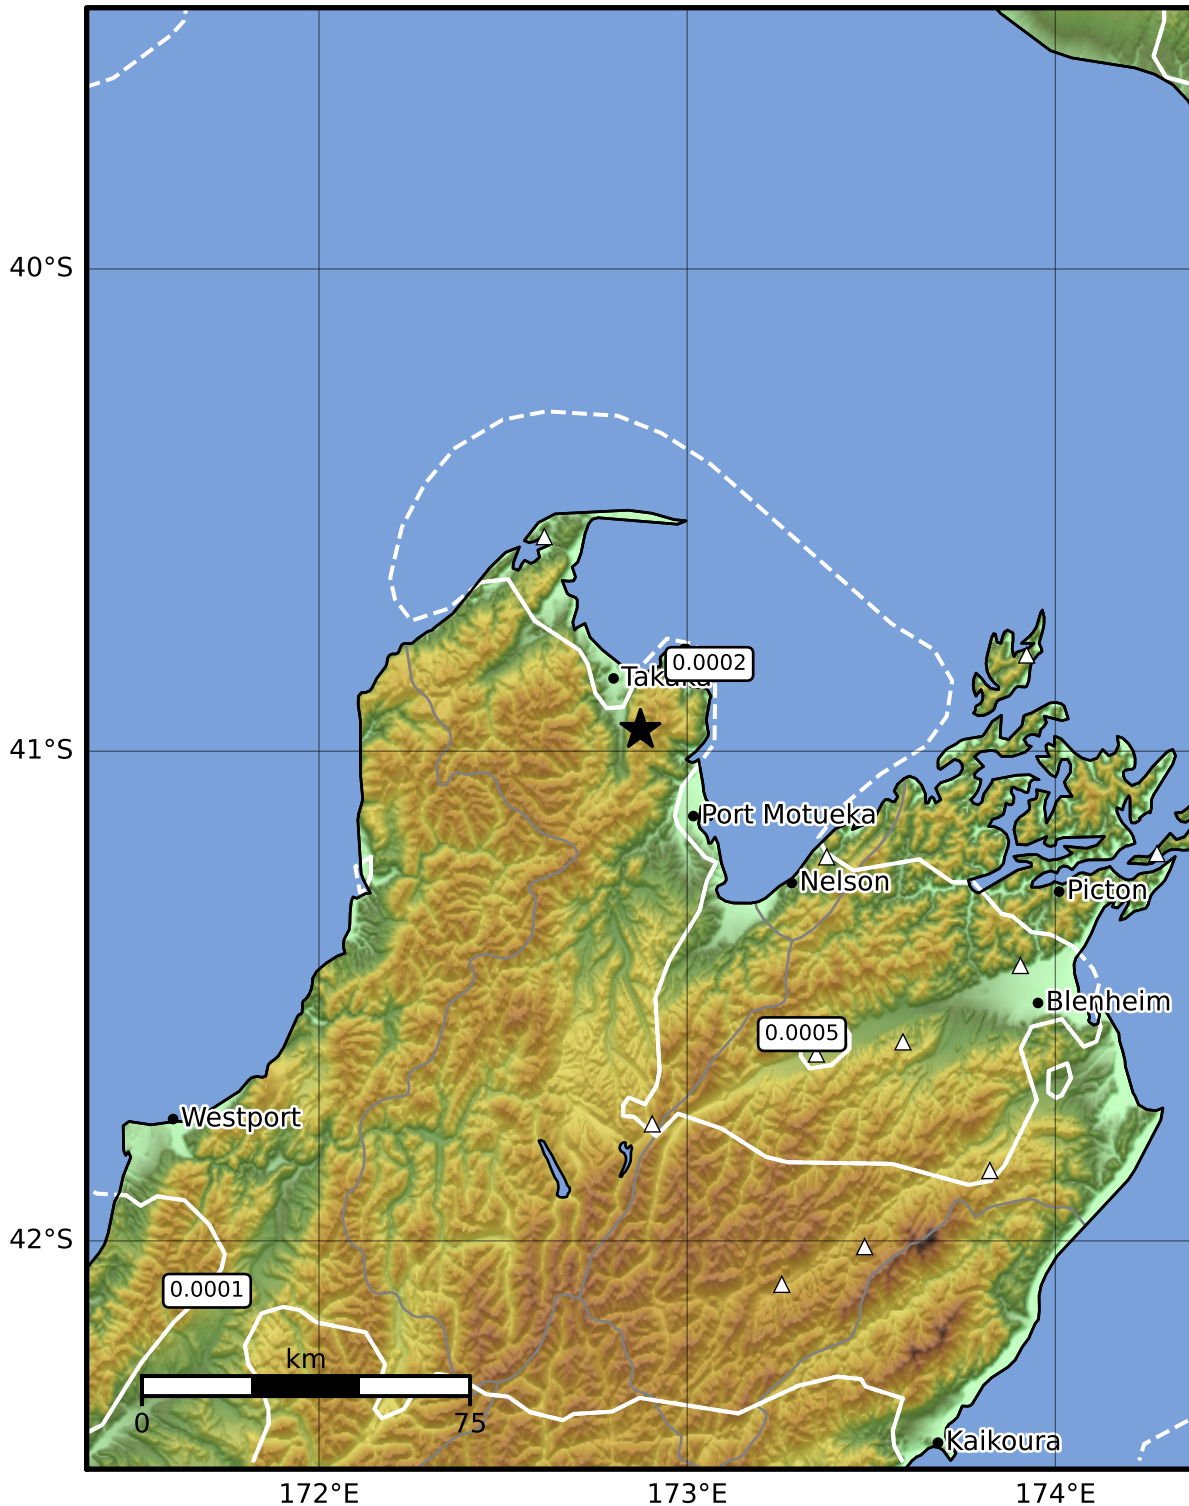 40°S
0.0002
Takaka
41°S
Port Motueka
Nelson
Picton
Blenheim
0.0005
Westport
42°S
0.0001
km
0
75
Kaikoura
172°E
173°E
174°E